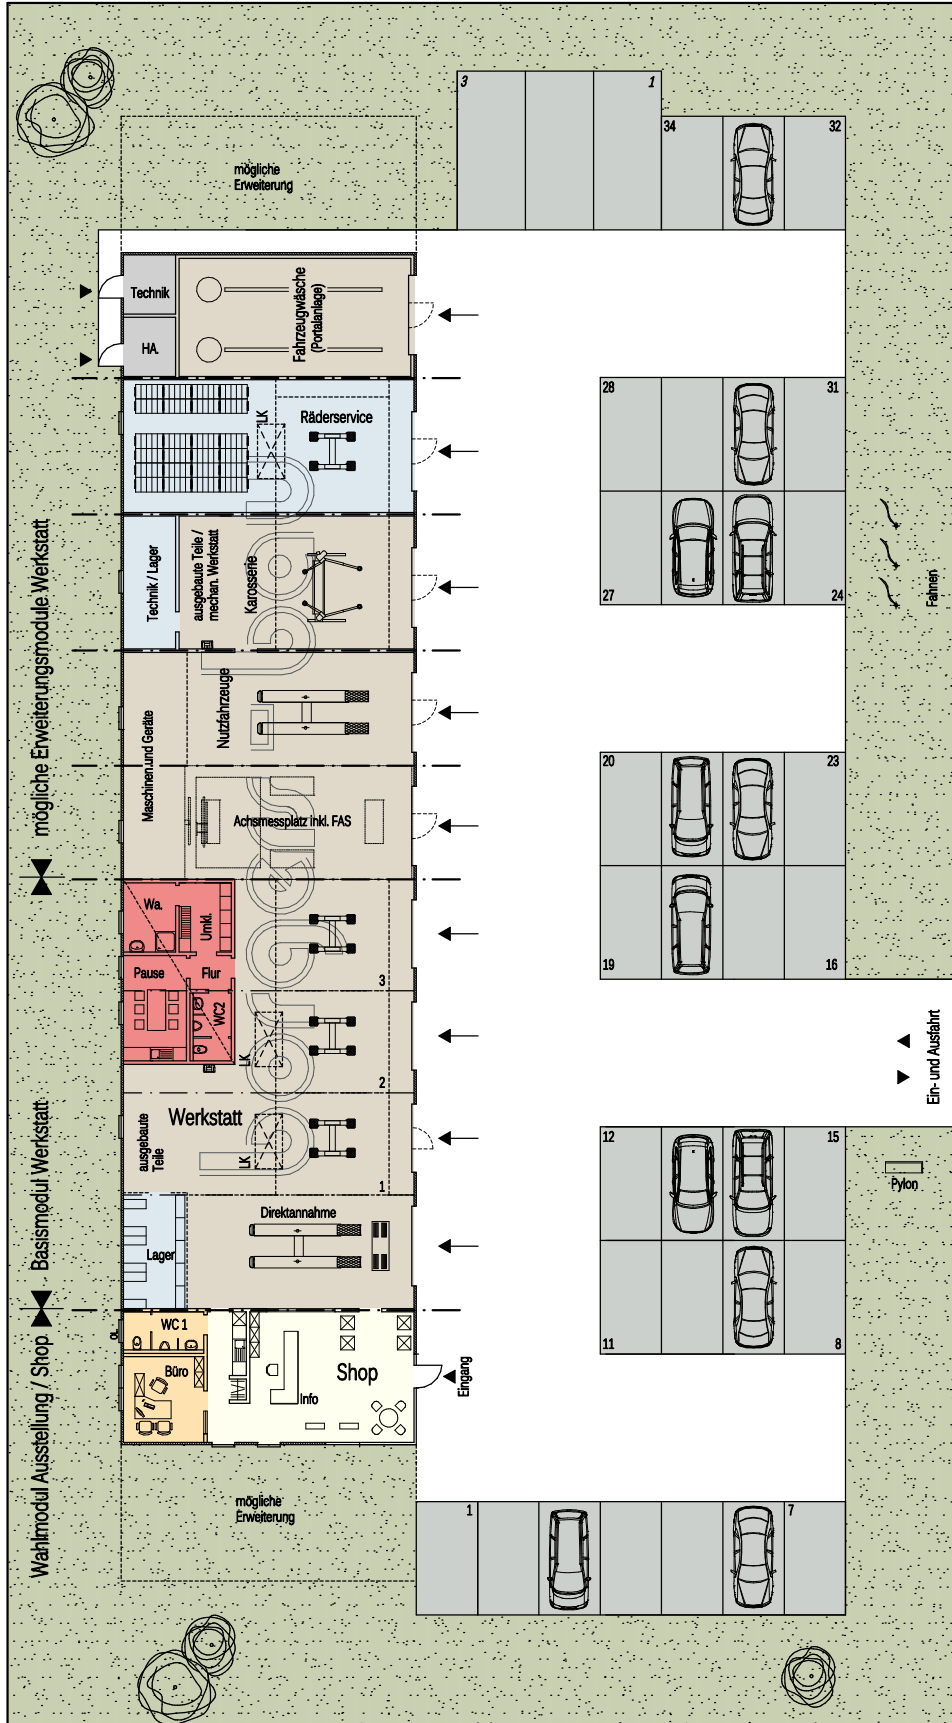 3
1
34
32
mögliche
Erweiterung
Technik
HA.
Fahrzeugwäsche
(Portalanlage)
LK
Räderservice
28
31
27
24
Fahnen
Technik / Lager
ausgebaute Teile /
mechan. Werkstatt
Karosserie
mögliche Erweiterungsmodule Werkstatt
Maschinen und Geräte
Nutzfahrzeuge
Achsmessplatz inkl. FAS
20
23
19
16
Wa.
Umkl.
Pause
Flur
WC2
3
LK
2
Ein- und Ausfahrt
Basismodul Werkstatt
ausgebaute
Teile
Werkstatt
LK
1
12
15
Pylon
Lager
Direktannahme
11
8
Wahlmodul Ausstellung / Shop
OL
WC 1
Büro
Info
Shop
Eingang
mögliche
Erweiterung
1
7